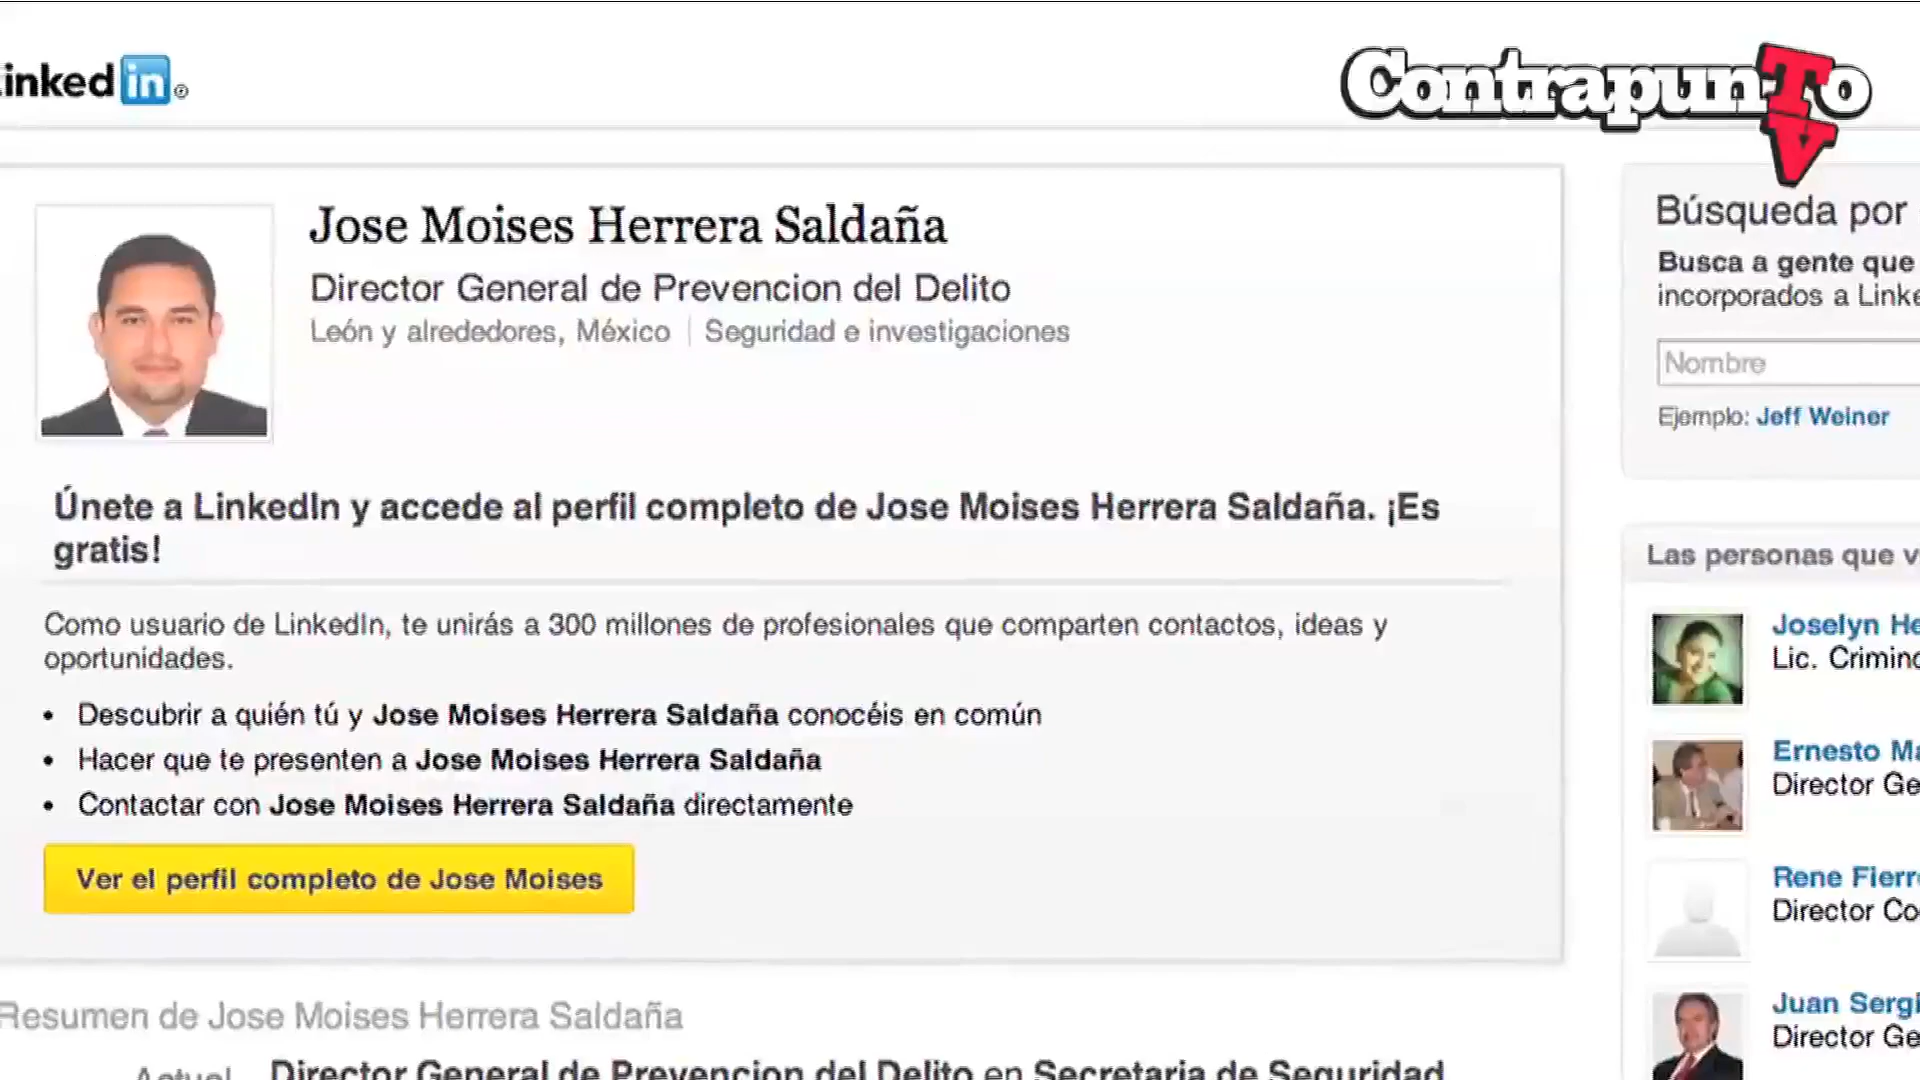 Linked in
ContrapunTo
TV
Jose Moises Herrera Saldaña
Director General de Prevencion del Delito
León y alrededores, México | Seguridad e investigaciones
Únete a LinkedIn y accede al perfil completo de Jose Moises Herrera Saldaña. ¡Es
gratis!
Como usuario de LinkedIn, te unirás a 300 millones de profesionales que comparten contactos, ideas y
oportunidades.
• Descubrir a quién tú y Jose Moises Herrera Saldaña conocéis en común
• Hacer que te presenten a Jose Moises Herrera Saldaña
• Contactar con Jose Moises Herrera Saldaña directamente
Ver el perfil completo de Jose Moises
Resumen de Jose Moises Herrera Saldaña
Actual Director General de Prevencion del Delito en Secretaria de Seguridad
Búsqueda por
Busca a gente que
incorporados a Linke
Nombre
Ejemplo: Jeff Weiner
Las personas que v
Joselyn He
Lic. Crimino
Ernesto Ma
Director Ge
Rene Fierr
Director Co
Juan Sergi
Director Ge